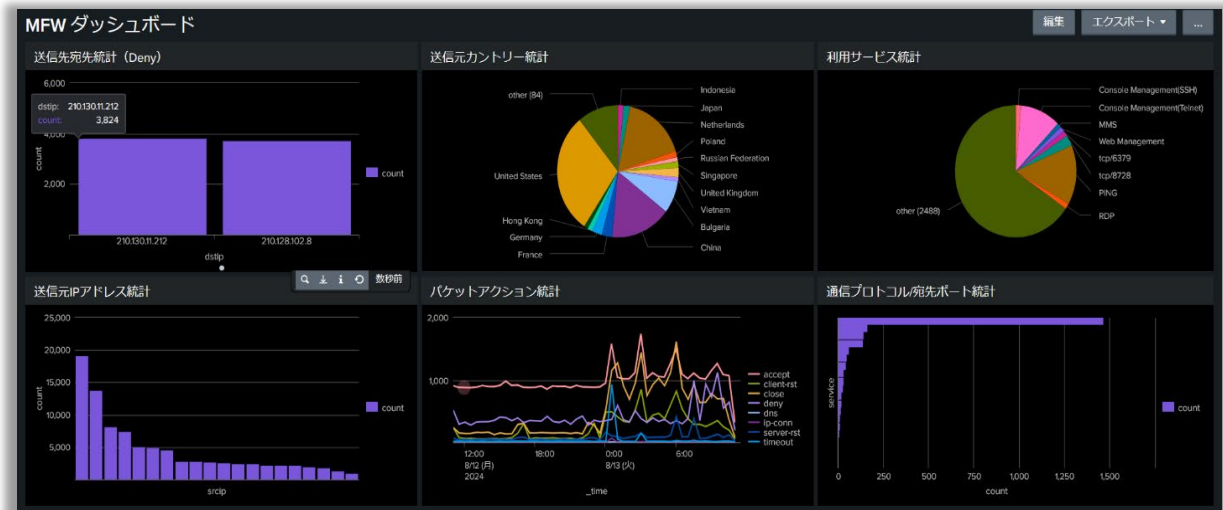 MFW ダッシュボード
編集
エクスポート ▾
...
送信先宛先統計（Deny）
6,000
4,000
2,000
count
dstip: 210.130.11.212
count: 3,824
count
210.130.11.212
210.128.102.8
dstip
数秒前
送信元カントリー統計
other (84)
United States
Hong Kong
Germany
France
Indonesia
Japan
Netherlands
Poland
Russian Federation
Singapore
United Kingdom
Vietnam
Bulgaria
China
利用サービス統計
other (2488)
Console Management(SSH)
Console Management(Telnet)
MMS
Web Management
tcp/6379
tcp/8728
PING
RDP
送信元IPアドレス統計
25,000
20,000
15,000
10,000
5,000
count
count
srcip
パケットアクション統計
2,000
1,000
accept
client-rst
close
deny
dns
ip-conn
server-rst
timeout
12:00
8/12 (月)
2024
18:00
0:00
8/13 (火)
6:00
_time
通信プロトコル/宛先ポート統計
service
count
0
250
500
750
1,000
1,250
1,500
count